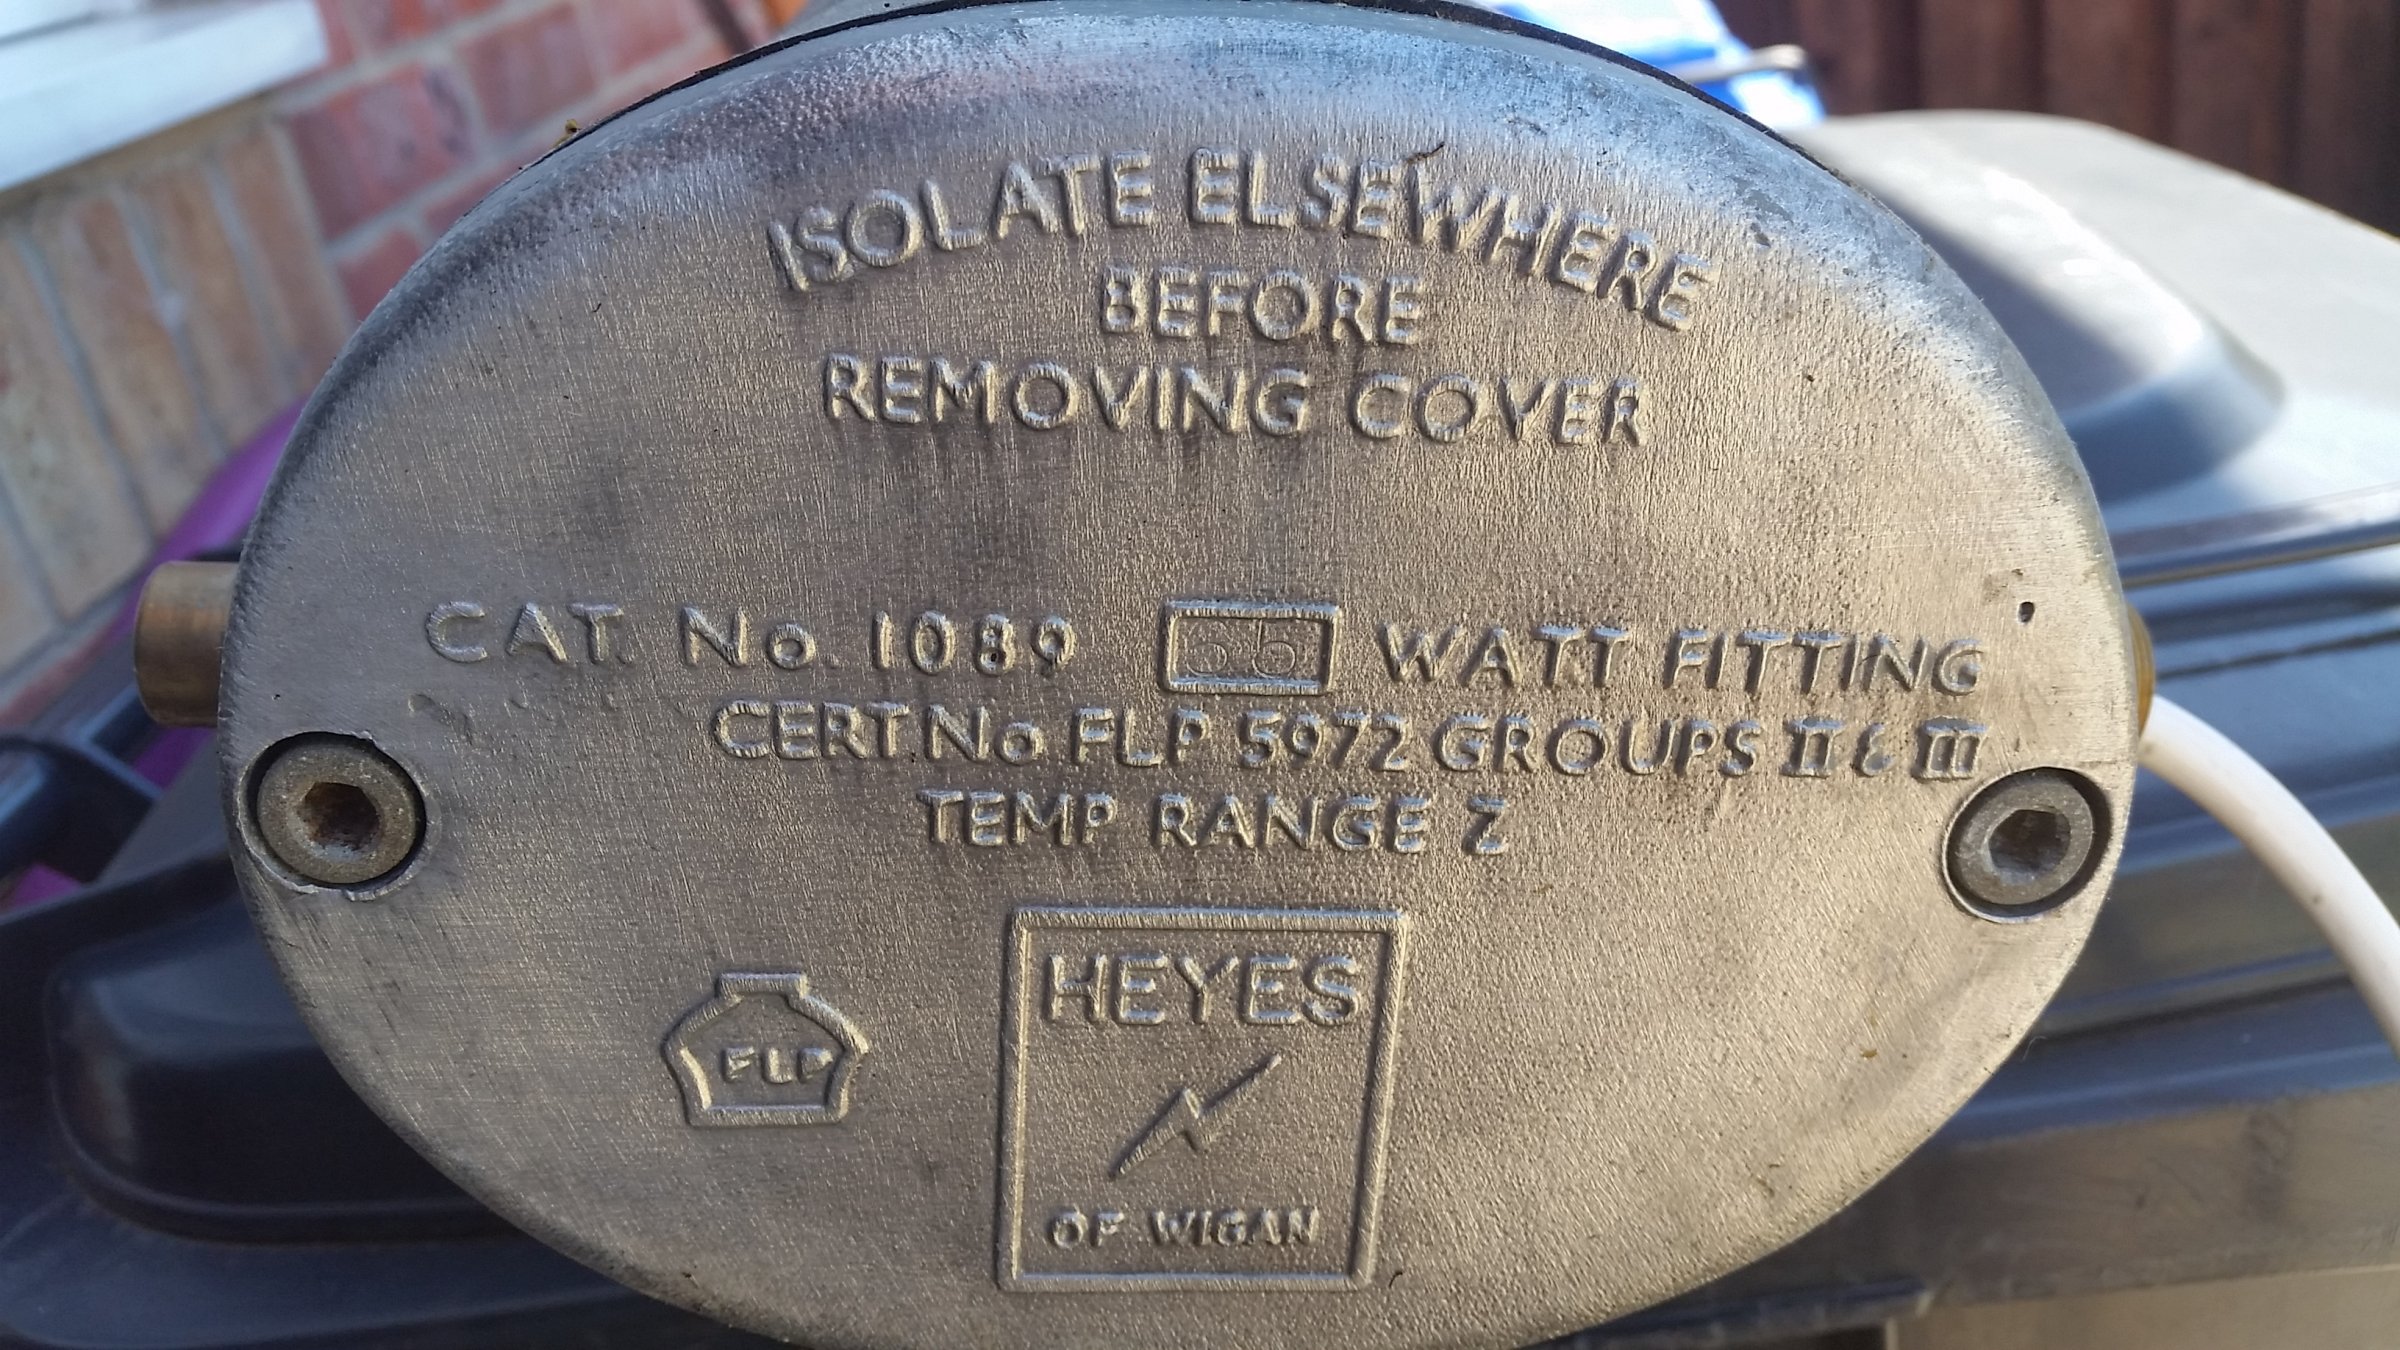 ISOLATE ELSEWHERE
BEFORE
REMOVING COVER
CAT. No. 1089 WATT FITTING
CERT No FLP 5972 GROUPS II & III
TEMP RANGE Z
FLP
HEYES
OF WIGAN